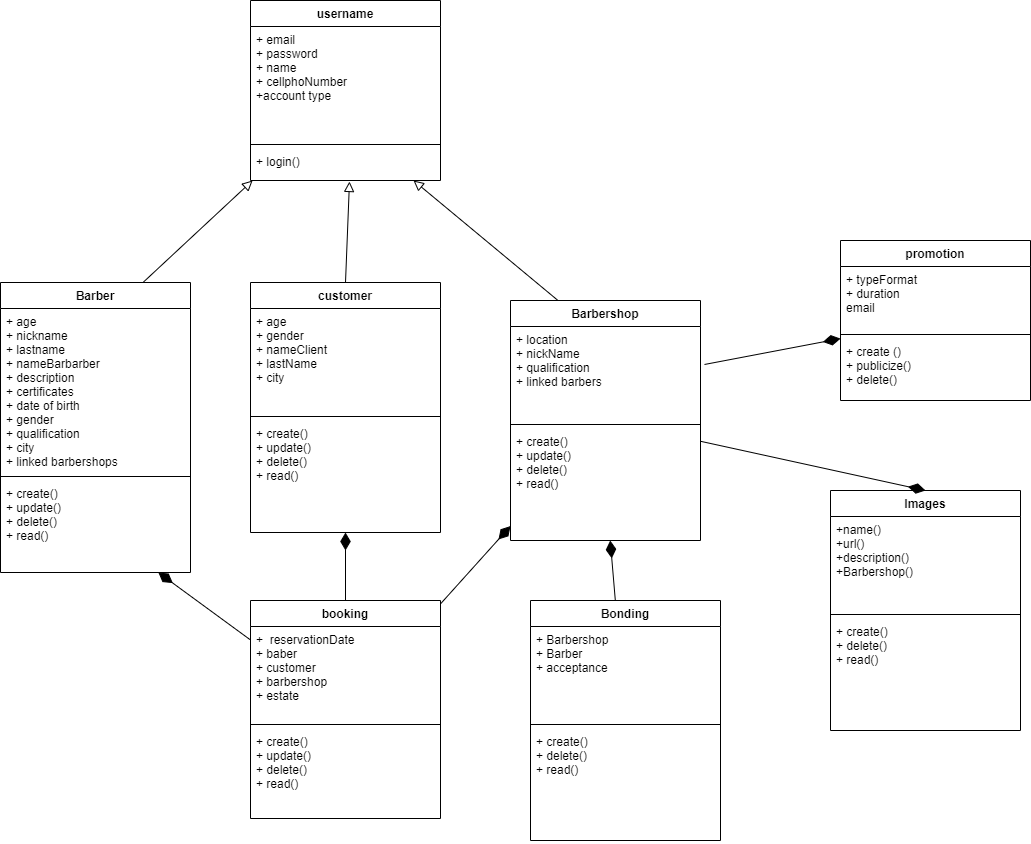 username
+ email
+ password
+ name
+ cellphoNumber
+account type
+ login()
Barber
+ age
+ nickname
+ lastname
+ nameBarbarber
+ description
+ certificates
+ date of birth
+ gender
+ qualification
+ city
+ linked barbershops
+ create()
+ update()
+ delete()
+ read()
customer
+ age
+ gender
+ nameClient
+ lastName
+ city
+ create()
+ update()
+ delete()
+ read()
Barbershop
+ location
+ nickName
+ qualification
+ linked barbers
+ create()
+ update()
+ delete()
+ read()
promotion
+ typeFormat
+ duration
email
+ create ()
+ publicize()
+ delete()
Images
+name()
+url()
+description()
+Barbershop()
+ create()
+ delete()
+ read()
booking
+  reservationDate
+ baber
+ customer
+ barbershop
+ estate
+ create()
+ update()
+ delete()
+ read()
Bonding
+ Barbershop
+ Barber
+ acceptance
+ create()
+ delete()
+ read()